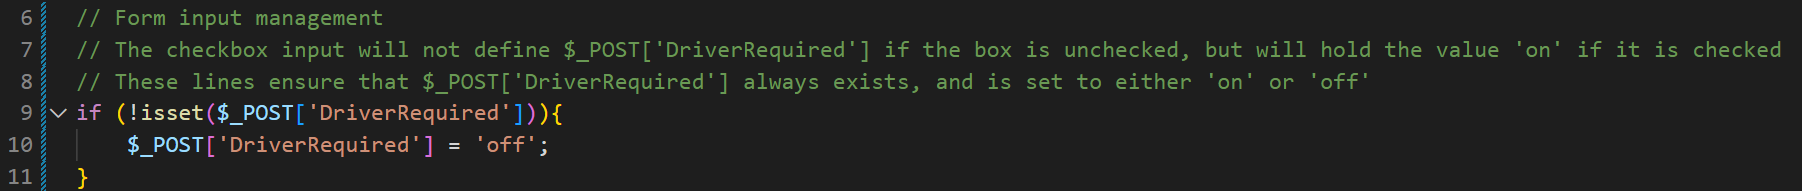 6 // Form input management
7 // The checkbox input will not define $_POST['DriverRequired'] if the box is unchecked, but will hold the value 'on' if it is checked
8 // These lines ensure that $_POST['DriverRequired'] always exists, and is set to either 'on' or 'off'
9 if (!isset($_POST['DriverRequired'])){
10     $_POST['DriverRequired'] = 'off';
11 }